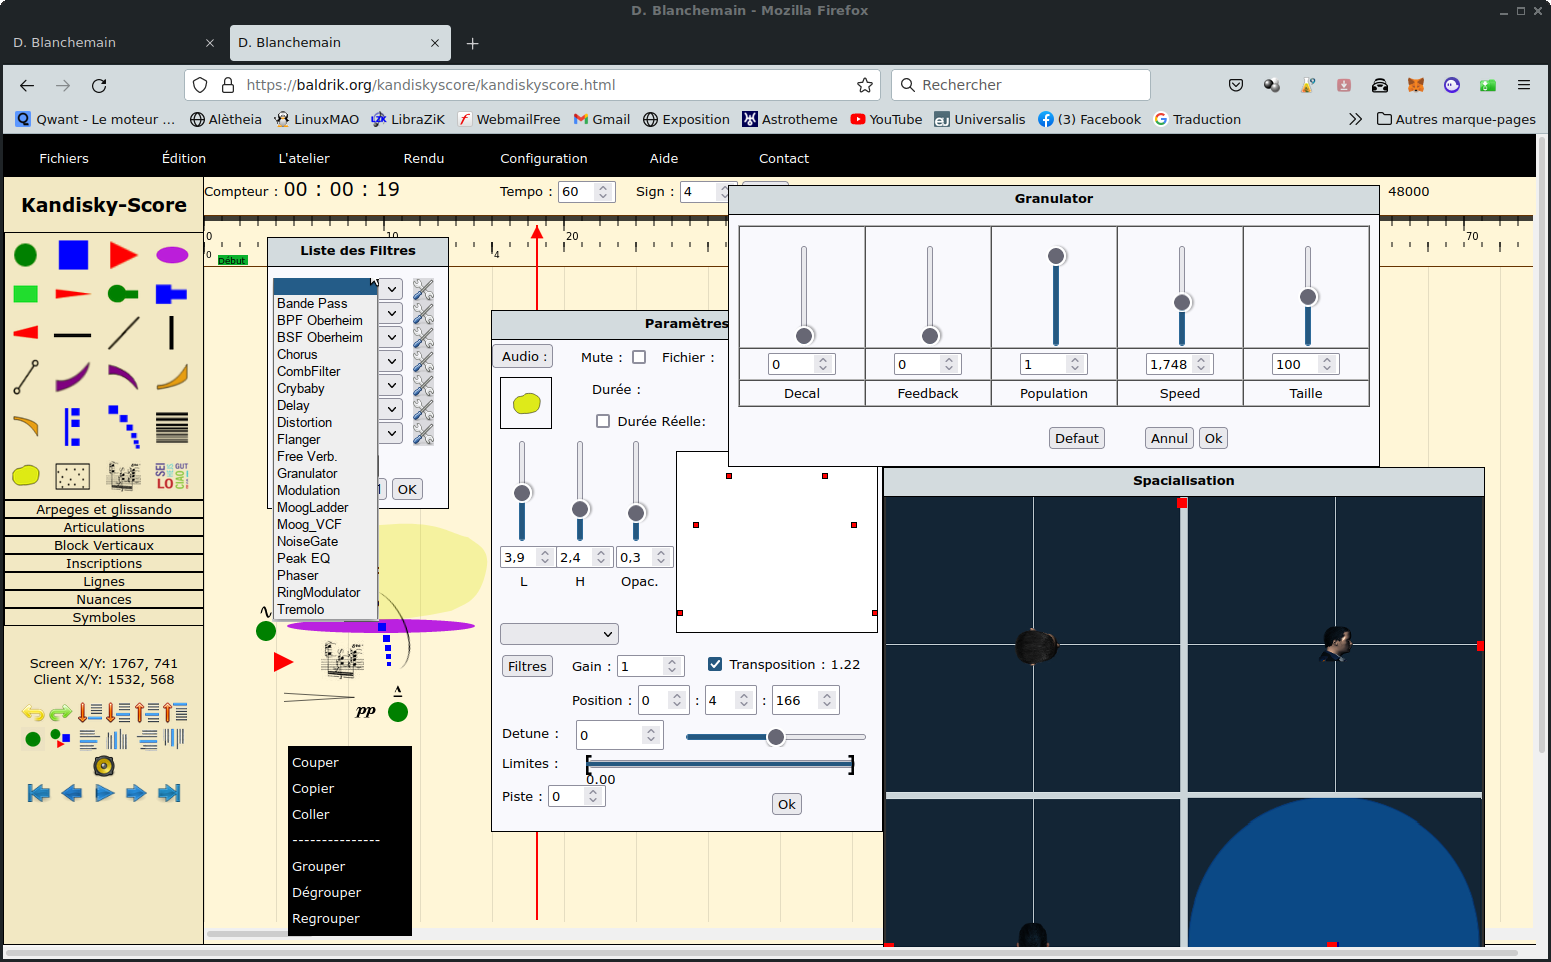 D. Blanchemain - Mozilla Firefox
D. Blanchemain
D. Blanchemain
https://baldrik.org/kandiskyscore/kandiskyscore.html
Rechercher
Qwant - Le moteur ...
Alètheia
LinuxMAO
LibraZiK
WebmailFree
Gmail
Exposition
Astrotheme
YouTube
Universalis
(3) Facebook
Traduction
Autres marque-pages
Fichiers
Édition
L'atelier
Rendu
Configuration
Aide
Contact
Kandisky-Score
Compteur : 00 : 00 : 19
Tempo : 60
Sign : 4
48000
0
10
20
70
0
4
Début
Liste des Filtres
Bande Pass
BPF Oberheim
BSF Oberheim
Chorus
CombFilter
Crybaby
Delay
Distortion
Flanger
Free Verb.
Granulator
Modulation
MoogLadder
Moog_VCF
NoiseGate
Peak EQ
Phaser
RingModulator
Tremolo
OK
SEI
LO
GUT
CIAO
Arpeges et glissando
Articulations
Block Verticaux
Inscriptions
Lignes
Nuances
Symboles
Screen X/Y: 1767, 741
Client X/Y: 1532, 568
pp
Couper
Copier
Coller
---------------
Grouper
Dégrouper
Regrouper
Paramètres
Audio :
Mute :
Fichier :
Durée :
Durée Réelle:
3,9
2,4
0,3
L
H
Opac.
Filtres
Gain : 1
Transposition : 1.22
Position : 0 : 4 : 166
Detune : 0
Limites :
0.00
Piste : 0
Ok
Granulator
0
0
1
1,748
100
Decal
Feedback
Population
Speed
Taille
Defaut
Annul
Ok
Spacialisation